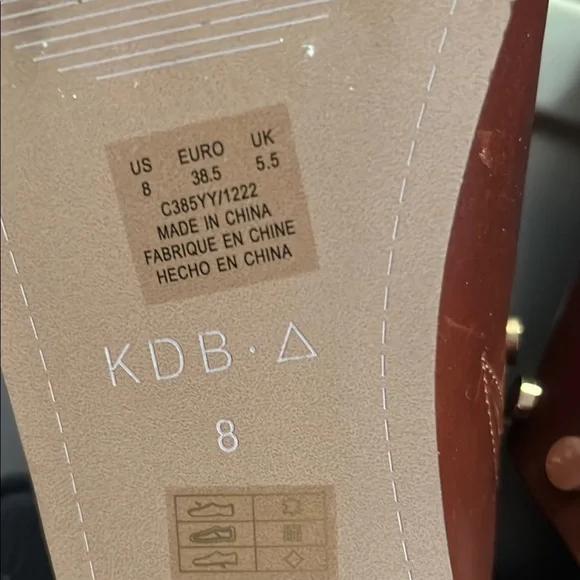 US EURO UK
8 38.5 5.5
C385YY/1222
MADE IN CHINA
FABRIQUE EN CHINE
HECHO EN CHINA
KDB · Δ
8